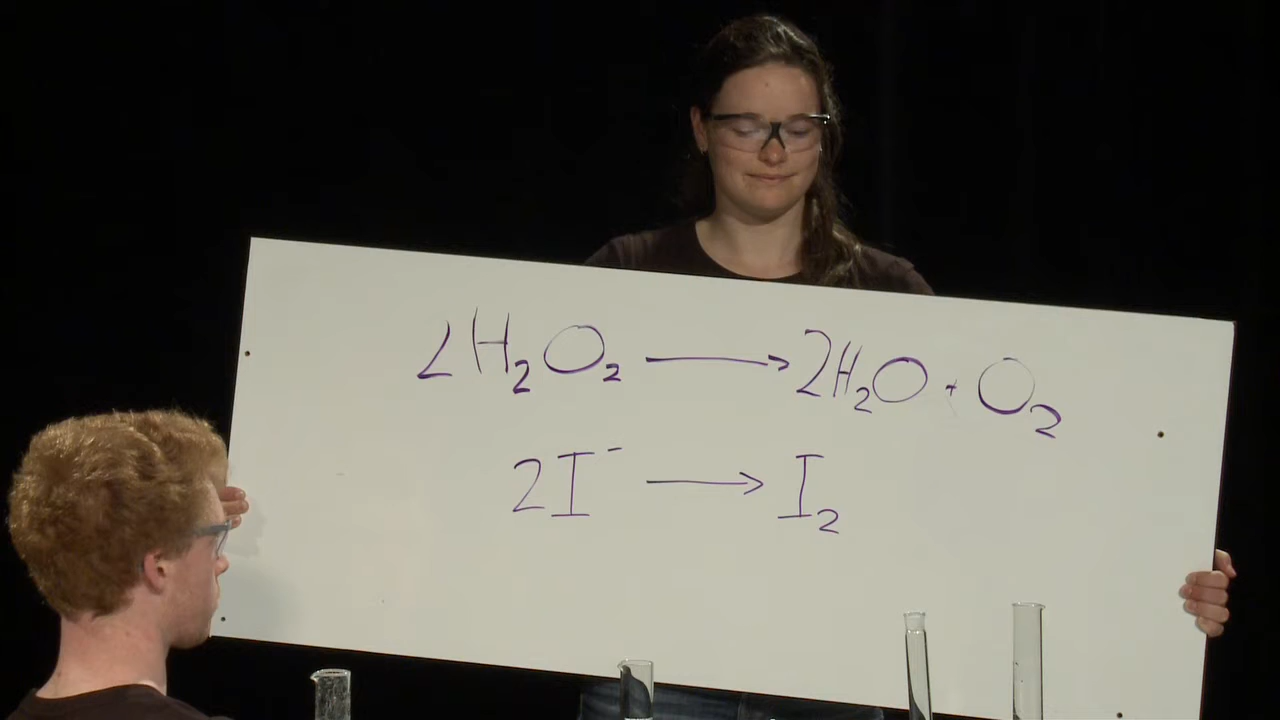 2H₂O₂ → 2H₂O + O₂
2I⁻ → I₂